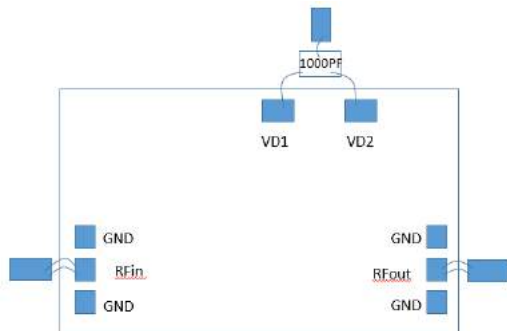 1000PF
VD1 VD2
GND GND
RFin RFout
GND GND